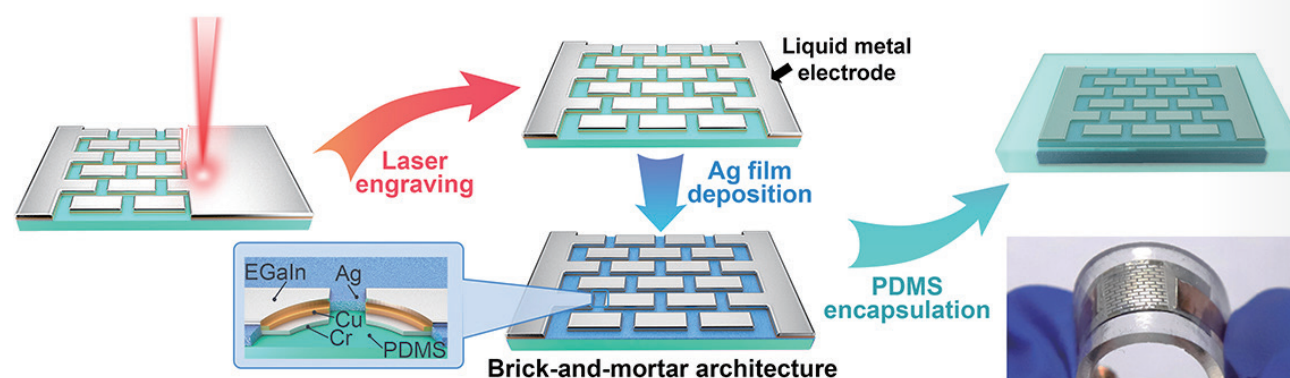 Laser
engraving
Liquid metal
electrode
Ag film
deposition
EGaIn
Ag
Cu
Cr
PDMS
Brick-and-mortar architecture
PDMS
encapsulation